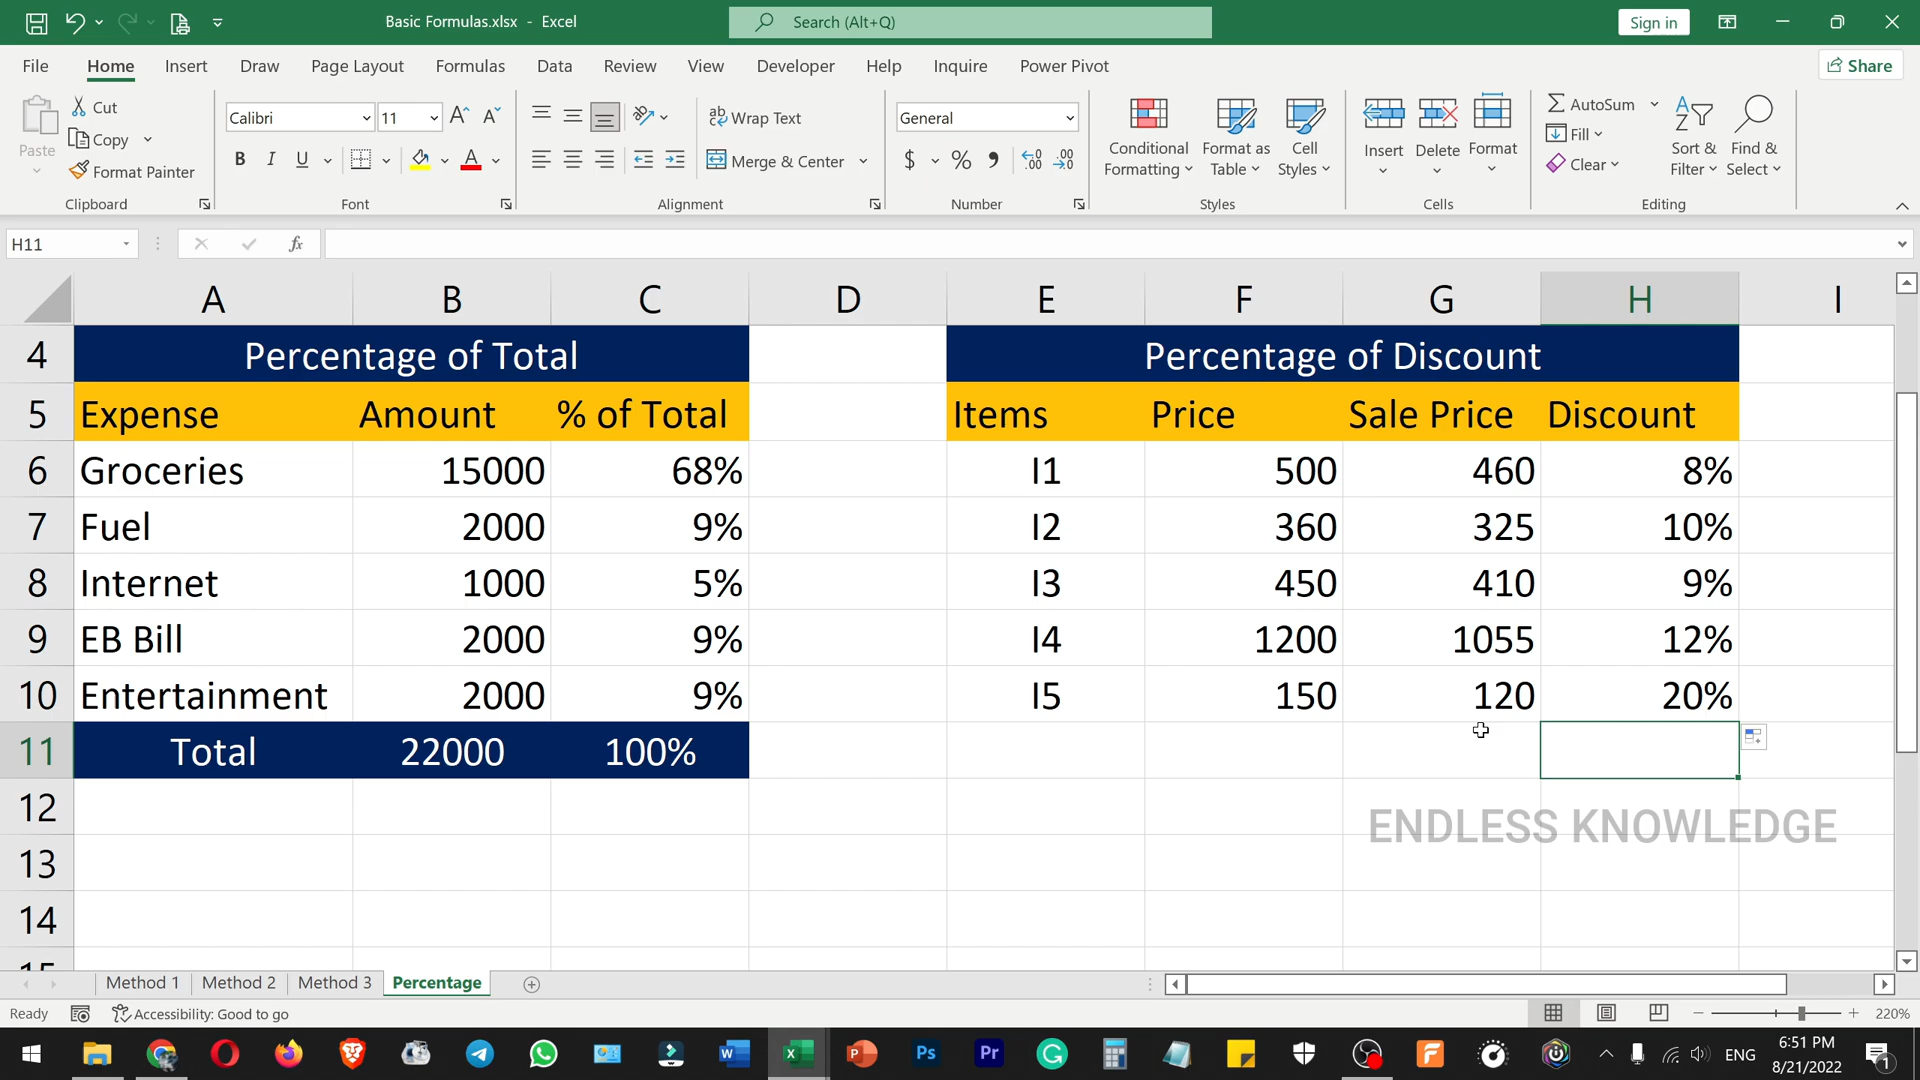 Basic Formulas.xlsx - Excel
Search (Alt+Q)
Sign in
File Home Insert Draw Page Layout Formulas Data Review View Developer Help Inquire Power Pivot
Share
Paste
Cut
Copy
Format Painter
Clipboard
Calibri 11
B I U
Font
Wrap Text
Merge & Center
Alignment
General
$ % 9
Number
Conditional Formatting
Format as Table
Cell Styles
Styles
Insert Delete Format
Cells
AutoSum
Fill
Clear
Sort & Filter
Find & Select
Editing
H11
fx
A B C D E F G H I
4 Percentage of Total Percentage of Discount
5 Expense Amount % of Total Items Price Sale Price Discount
6 Groceries 15000 68% I1 500 460 8%
7 Fuel 2000 9% I2 360 325 10%
8 Internet 1000 5% I3 450 410 9%
9 EB Bill 2000 9% I4 1200 1055 12%
10 Entertainment 2000 9% I5 150 120 20%
11 Total 22000 100%
12
ENDLESS KNOWLEDGE
13
14
15
Method 1 Method 2 Method 3 Percentage
Ready
Accessibility: Good to go
220%
ENG
6:51 PM
8/21/2022
1